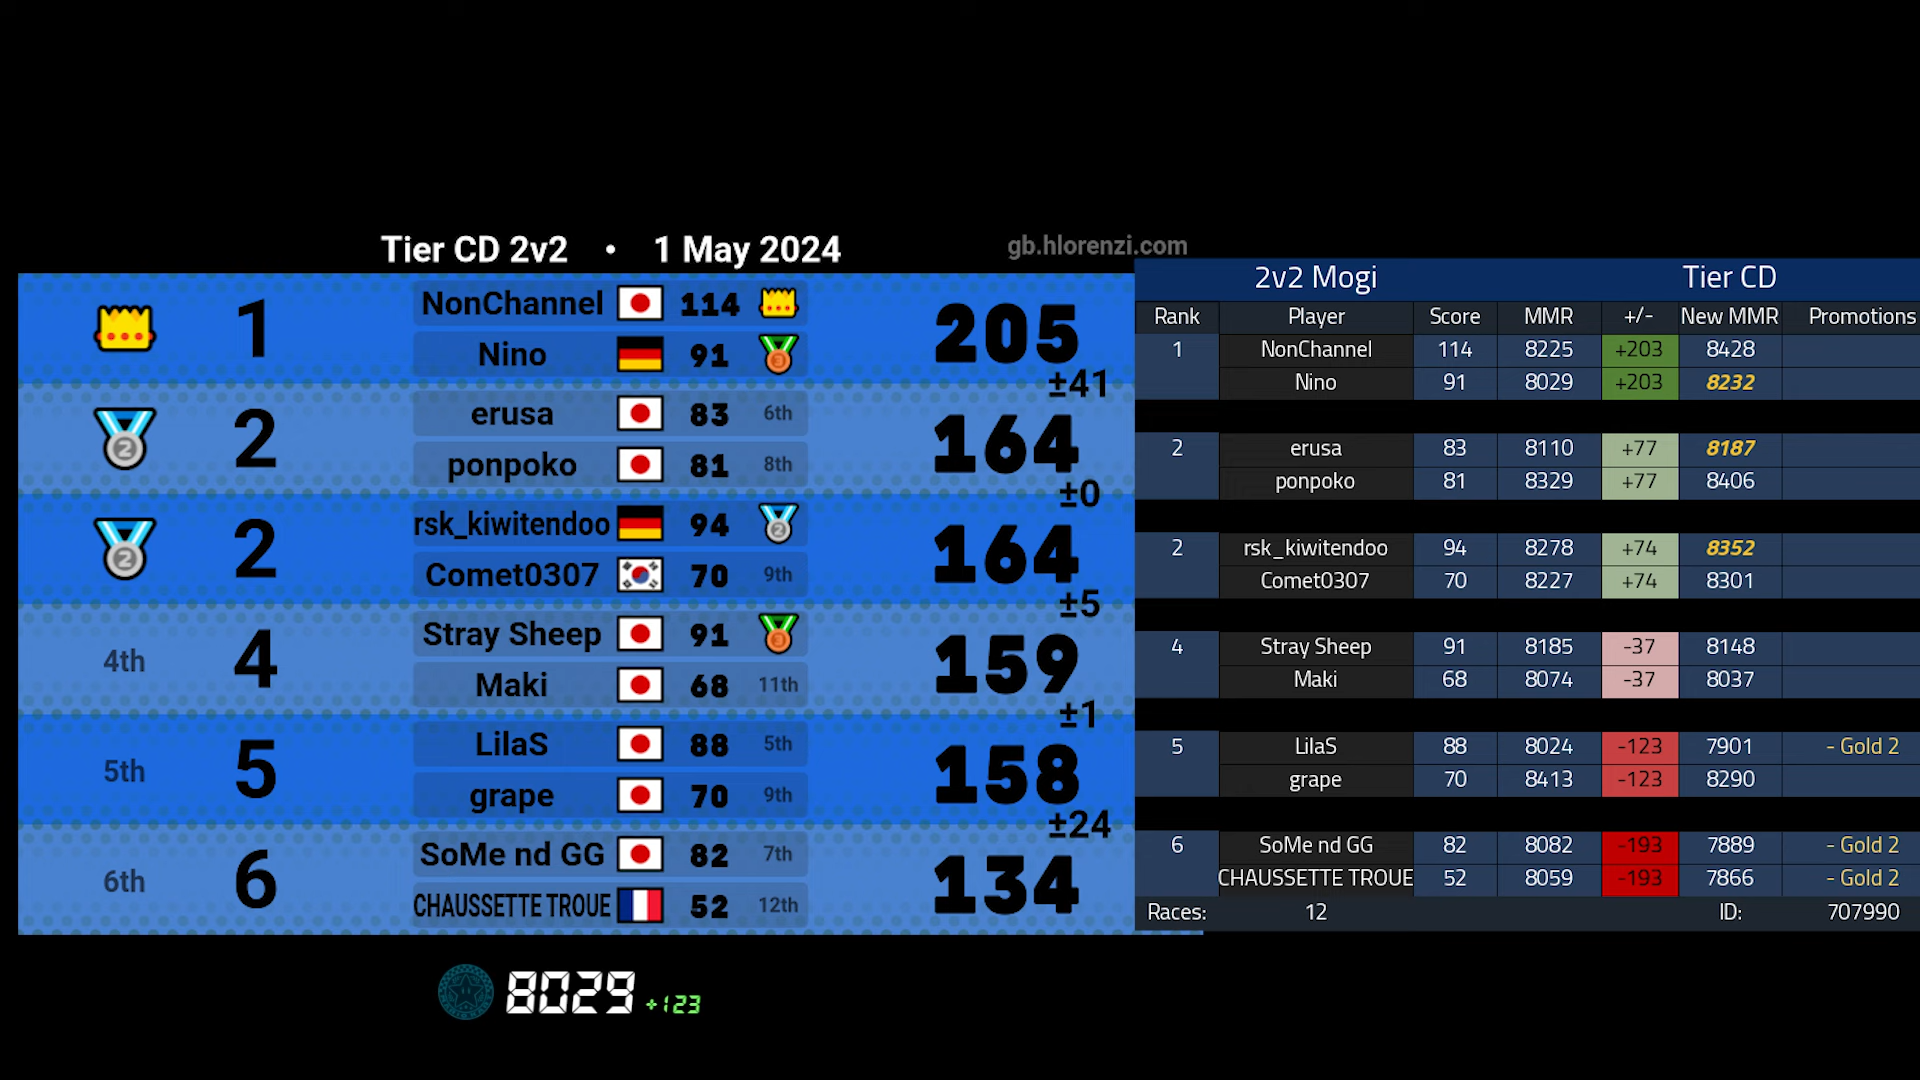 Tier CD 2v2 • 1 May 2024
gb.hlorenzi.com
1
NonChannel 114
Nino 91
205
±41
2
erusa 83 6th
ponpoko 81 8th
164
±0
2
rsk_kiwitendoo 94
Comet0307 70 9th
164
±5
4th 4
Stray Sheep 91
Maki 68 11th
159
±1
5th 5
LilaS 88 5th
grape 70 9th
158
±24
6th 6
SoMe nd GG 82 7th
CHAUSSETTE TROUE 52 12th
134
2v2 Mogi Tier CD
Rank Player Score MMR +/- New MMR Promotions
1 NonChannel 114 8225 +203 8428
Nino 91 8029 +203 8232
2 erusa 83 8110 +77 8187
ponpoko 81 8329 +77 8406
2 rsk_kiwitendoo 94 8278 +74 8352
Comet0307 70 8227 +74 8301
4 Stray Sheep 91 8185 -37 8148
Maki 68 8074 -37 8037
5 LilaS 88 8024 -123 7901 - Gold 2
grape 70 8413 -123 8290
6 SoMe nd GG 82 8082 -193 7889 - Gold 2
CHAUSSETTE TROUE 52 8059 -193 7866 - Gold 2
Races: 12 ID: 707990
8029 +123